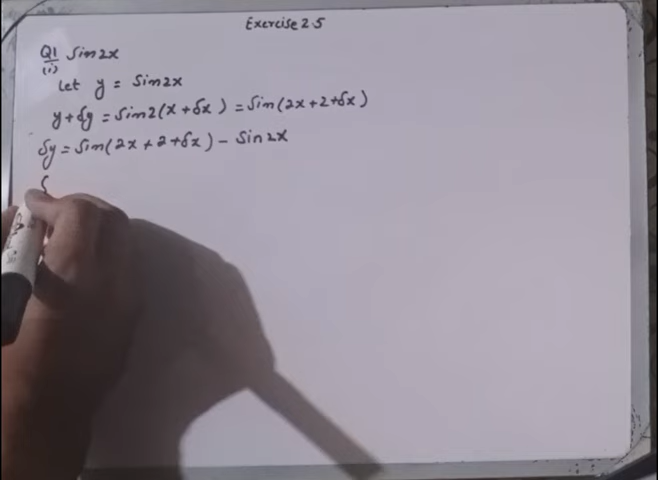 Exercise 2.5
Q1 Sin2x
(i)
Let y = Sin2x
y+δy = Sin2(x+δx) = Sin(2x+2+δx)
δy = Sin(2x+2+δx) - Sin2x